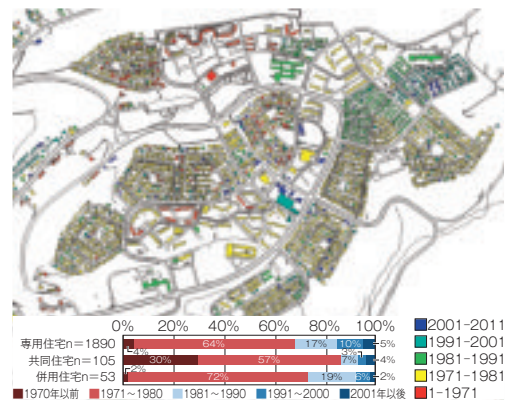 0% 20% 40% 60% 80% 100%
専用住宅n=1890 4% 64% 17% 10% 5%
共同住宅n=105 30% 57% 7% 3% 4%
併用住宅n=53 2% 72% 19% 6% 2%
1970年以前 1971~1980 1981~1990 1991~2000 2001年以後
2001-2011
1991-2001
1981-1991
1971-1981
1-1971